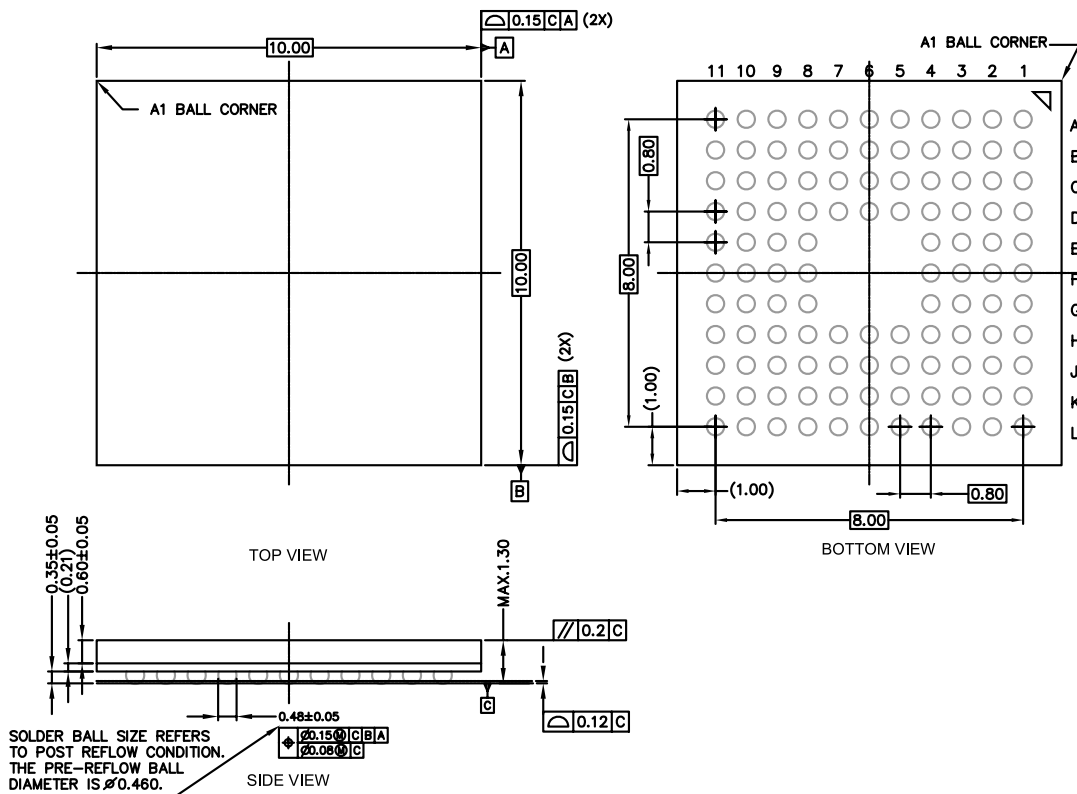 ⌓ 0.15 C A (2X)
10.00
A
A1 BALL CORNER
10.00
⌓ 0.15 C B (2X)
B
TOP VIEW
A1 BALL CORNER
11 10 9 8 7 6 5 4 3 2 1
A
B
C
D
E
F
G
H
J
K
L
0.80
8.00
(1.00)
(1.00)
0.80
8.00
BOTTOM VIEW
0.35±0.05
(0.21)
0.60±0.05
MAX.1.30
// 0.2 C
C
⌓ 0.12 C
0.48±0.05
⌖ Ø0.15Ⓜ C B A
Ø0.08Ⓜ C
SOLDER BALL SIZE REFERS
TO POST REFLOW CONDITION.
THE PRE-REFLOW BALL
DIAMETER IS Ø0.460.
SIDE VIEW